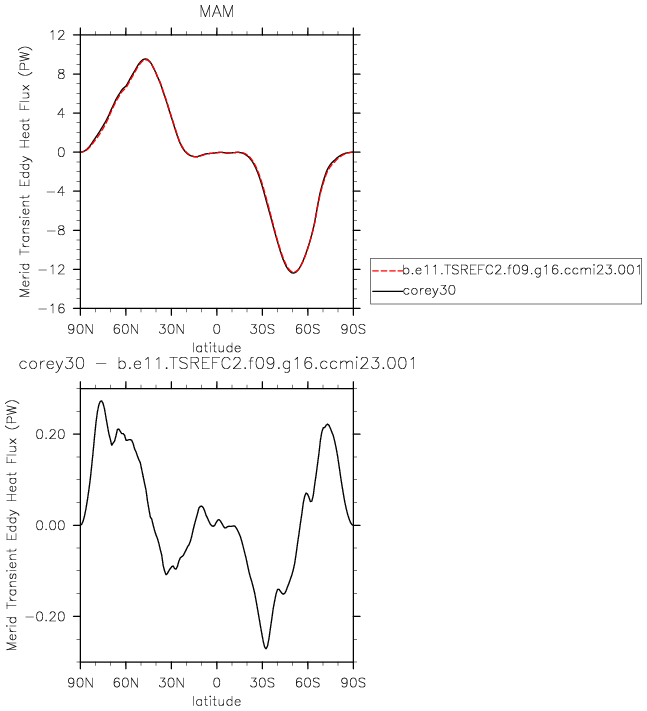 MAM
Merid Transient Eddy Heat Flux (PW)
12
8
4
0
−4
−8
−12
−16
90N 60N 30N 0 30S 60S 90S
latitude
b.e11.TSREFC2.f09.g16.ccmi23.001
corey30
corey30 − b.e11.TSREFC2.f09.g16.ccmi23.001
Merid Transient Eddy Heat Flux (PW)
0.20
0.00
−0.20
90N 60N 30N 0 30S 60S 90S
latitude